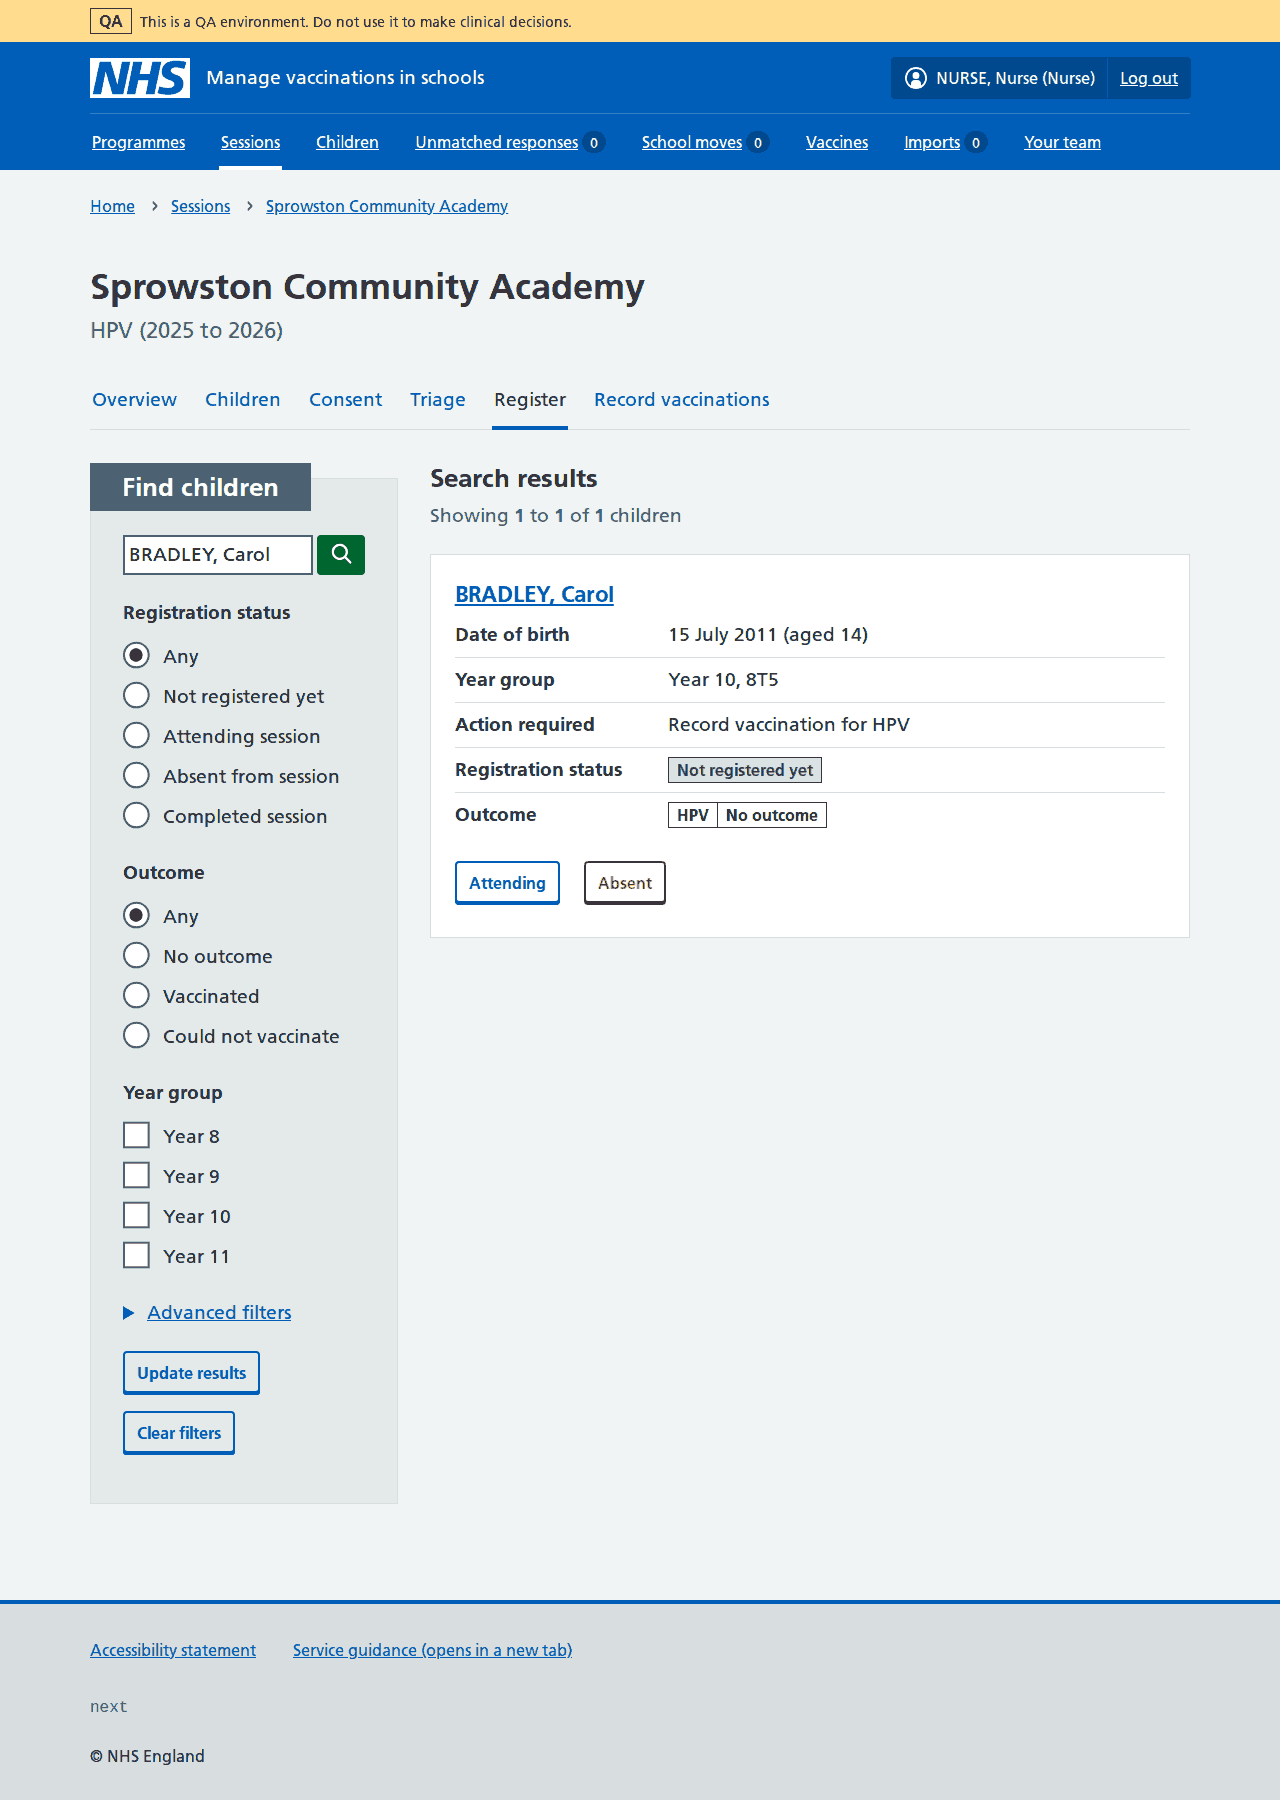 QA This is a QA environment. Do not use it to make clinical decisions.
NHS Manage vaccinations in schools NURSE, Nurse (Nurse) Log out
Programmes Sessions Children Unmatched responses 0 School moves 0 Vaccines Imports 0 Your team
Home > Sessions > Sprowston Community Academy
Sprowston Community Academy
HPV (2025 to 2026)
Overview Children Consent Triage Register Record vaccinations
Find children
BRADLEY, Carol
Registration status
Any
Not registered yet
Attending session
Absent from session
Completed session
Outcome
Any
No outcome
Vaccinated
Could not vaccinate
Year group
Year 8
Year 9
Year 10
Year 11
Advanced filters
Update results
Clear filters
Search results
Showing 1 to 1 of 1 children
BRADLEY, Carol
Date of birth 15 July 2011 (aged 14)
Year group Year 10, 8T5
Action required Record vaccination for HPV
Registration status Not registered yet
Outcome HPV No outcome
Attending Absent
Accessibility statement Service guidance (opens in a new tab)
next
© NHS England